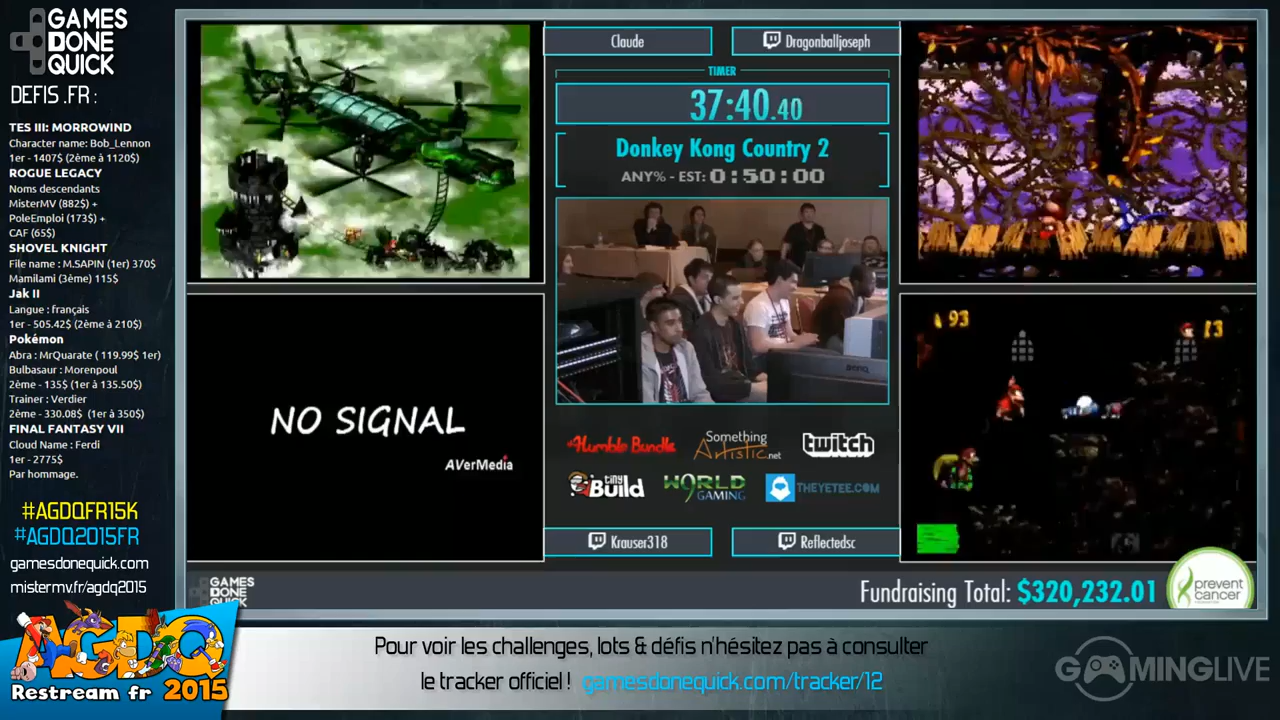 GAMES
DONE
QUICK
DEFIS .FR :
TES III: MORROWIND
Character name: Bob_Lennon
1er - 1407$ (2ème à 1120$)
ROGUE LEGACY
Noms descendants
MisterMV (882$) +
PoleEmploi (173$) +
CAF (65$)
SHOVEL KNIGHT
File name : M.SAPIN (1er) 370$
Mamilami (3ème) 115$
Jak II
Langue : français
1er - 505.42$ (2ème à 210$)
Pokémon
Abra : MrQuarate ( 119.99$ 1er)
Bulbasaur : Morenpoul
2ème - 135$ (1er à 135.50$)
Trainer : Verdier
2ème - 330.08$ (1er à 350$)
FINAL FANTASY VII
Cloud Name : Ferdi
1er - 2775$
Par hommage.
#AGDQFR15K
#AGDQ2015FR
gamesdonequick.com
mistermv.fr/agdq2015
AGDQ
Restream fr 2015
Claude
Dragonballjoseph
TIMER
37:40.40
Donkey Kong Country 2
ANY% - EST: 0:50:00
NO SIGNAL
AVerMedia
93
13
BENQ
Humble Bundle
Something
Artistic.net
twitch
tiny
Build
W9RLD
GAMING
THEYETEE.COM
Krauser318
Reflectedsc
GAMES
DONE
QUICK
Fundraising Total: $320,232.01
prevent
cancer
Pour voir les challenges, lots & défis n'hésitez pas à consulter
le tracker officiel ! gamesdonequick.com/tracker/12
GAMINGLIVE